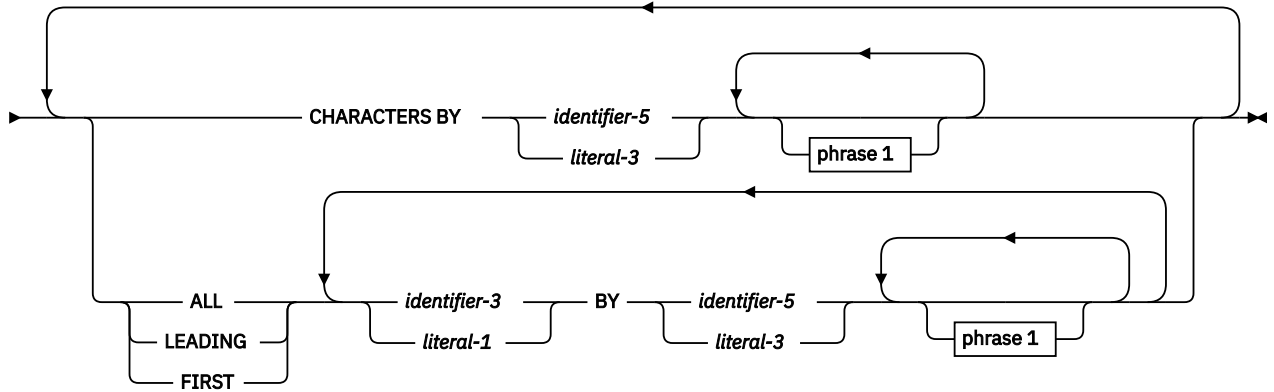 CHARACTERS BY identifier-5
literal-3 phrase 1
ALL identifier-3 BY identifier-5
LEADING literal-1 literal-3 phrase 1
FIRST